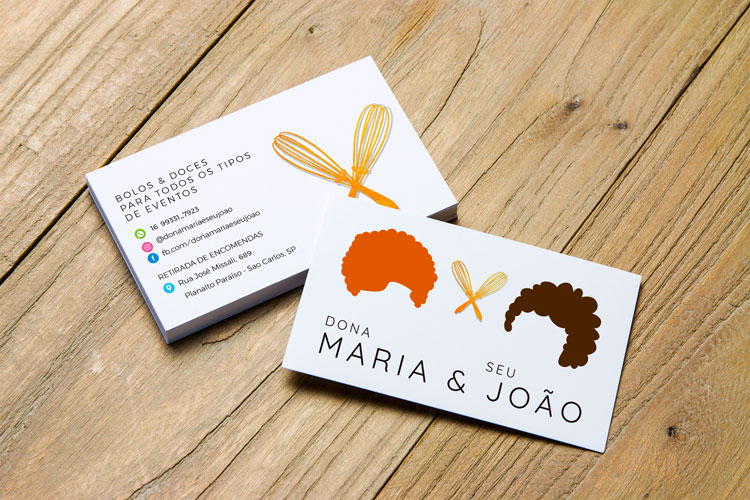 BOLOS & DOCES
PARA TODOS OS TIPOS
DE EVENTOS
16 99331_7923
@donamariaeseujoao
fb.com/donamariaeseujoao
RETIRADA DE ENCOMENDAS
Rua José Missali, 689
Planalto Paraíso - Sao Carlos, SP
DONA
MARIA &
SEU
JOÃO